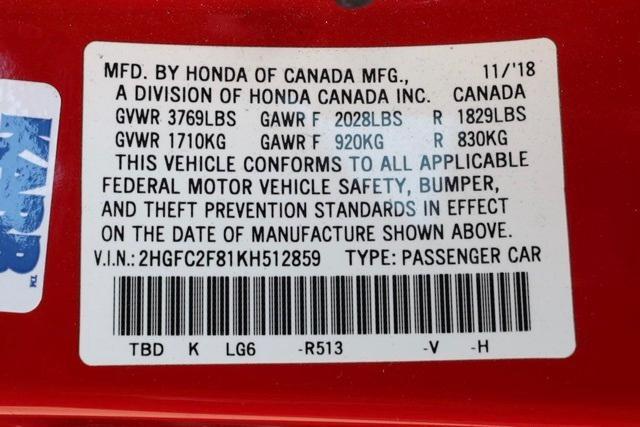 MFD. BY HONDA OF CANADA MFG., 11/'18
A DIVISION OF HONDA CANADA INC. CANADA
GVWR 3769LBS GAWR F 2028LBS R 1829LBS
GVWR 1710KG GAWR F 920KG R 830KG
THIS VEHICLE CONFORMS TO ALL APPLICABLE
FEDERAL MOTOR VEHICLE SAFETY, BUMPER,
AND THEFT PREVENTION STANDARDS IN EFFECT
ON THE DATE OF MANUFACTURE SHOWN ABOVE.
V.I.N.: 2HGFC2F81KH512859 TYPE: PASSENGER CAR
TBD K LG6 -R513 -V -H
KARR
TM